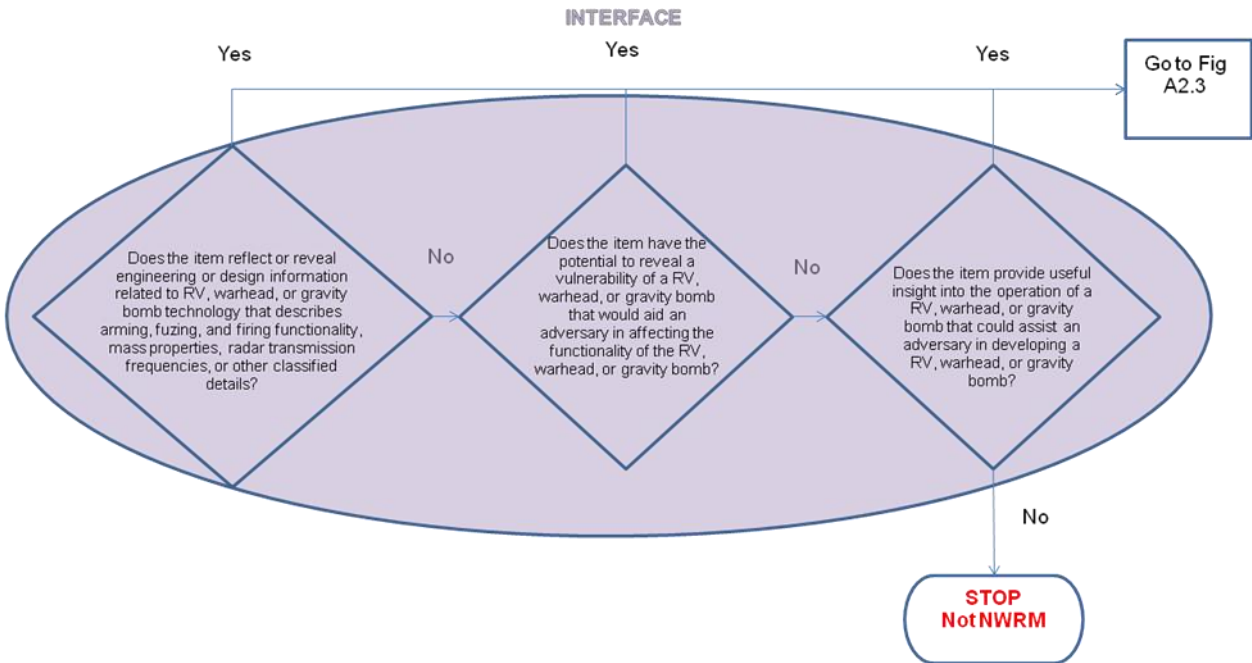 INTERFACE
Yes
Yes
Yes
Go to Fig
A2.3
Does the item reflect or reveal
engineering or design information
related to RV, warhead, or gravity
bomb technology that describes
arming, fuzing, and firing functionality,
mass properties, radar transmission
frequencies, or other classified
details?
No
Does the item have the
potential to reveal a
vulnerability of a RV,
warhead, or gravity bomb
that would aid an
adversary in affecting the
functionality of the RV,
warhead, or gravity bomb?
No
Does the item provide useful
insight into the operation of a
RV, warhead, or gravity
bomb that could assist an
adversary in developing a
RV, warhead, or gravity
bomb?
No
STOP
Not NWRM